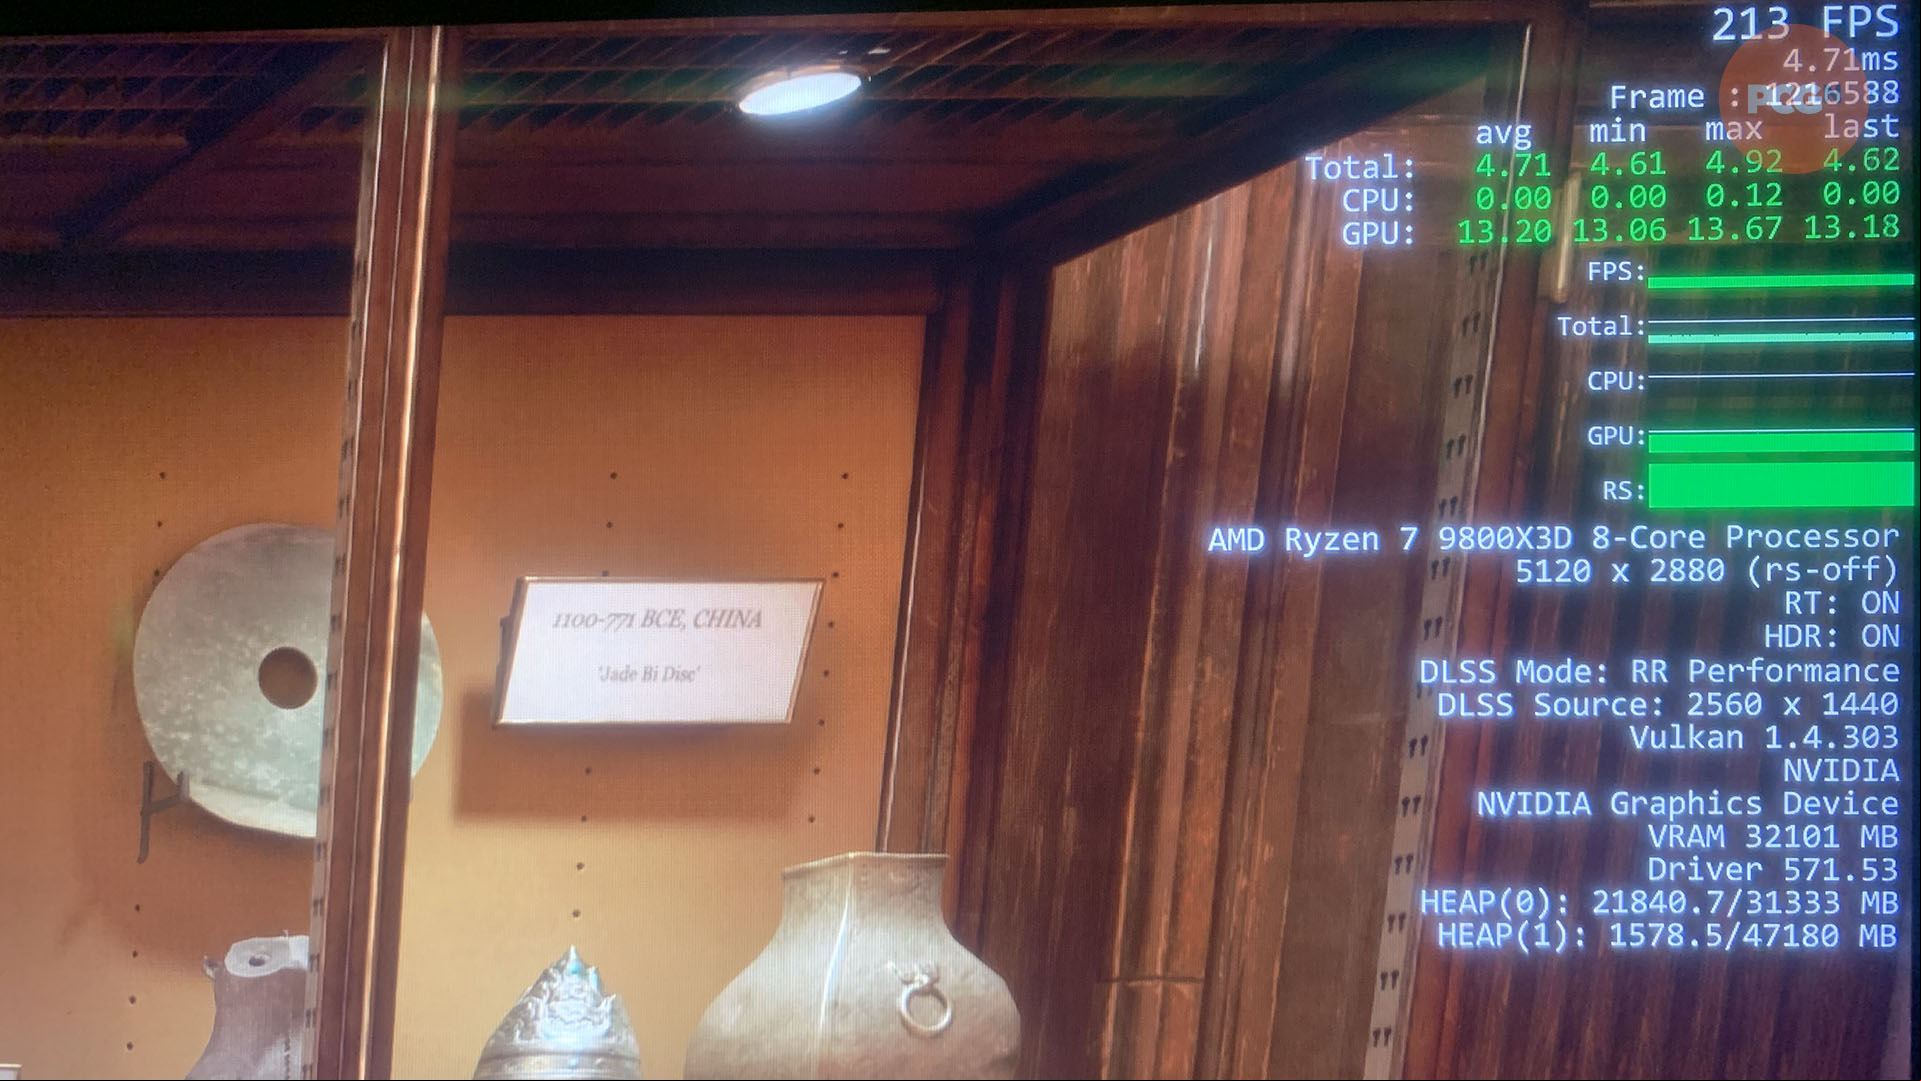 213 FPS
4.71ms
Frame : 1216588
avg min max last
Total: 4.71 4.61 4.92 4.62
CPU: 0.00 0.00 0.12 0.00
GPU: 13.20 13.06 13.67 13.18
FPS:
Total:
CPU:
GPU:
RS:
AMD Ryzen 7 9800X3D 8-Core Processor
5120 x 2880 (rs-off)
RT: ON
HDR: ON
DLSS Mode: RR Performance
DLSS Source: 2560 x 1440
Vulkan 1.4.303
NVIDIA
NVIDIA Graphics Device
VRAM 32101 MB
Driver 571.53
HEAP(0): 21840.7/31333 MB
HEAP(1): 1578.5/47180 MB
1100-771 BCE, CHINA
'Jade Bi Disc'
PCG